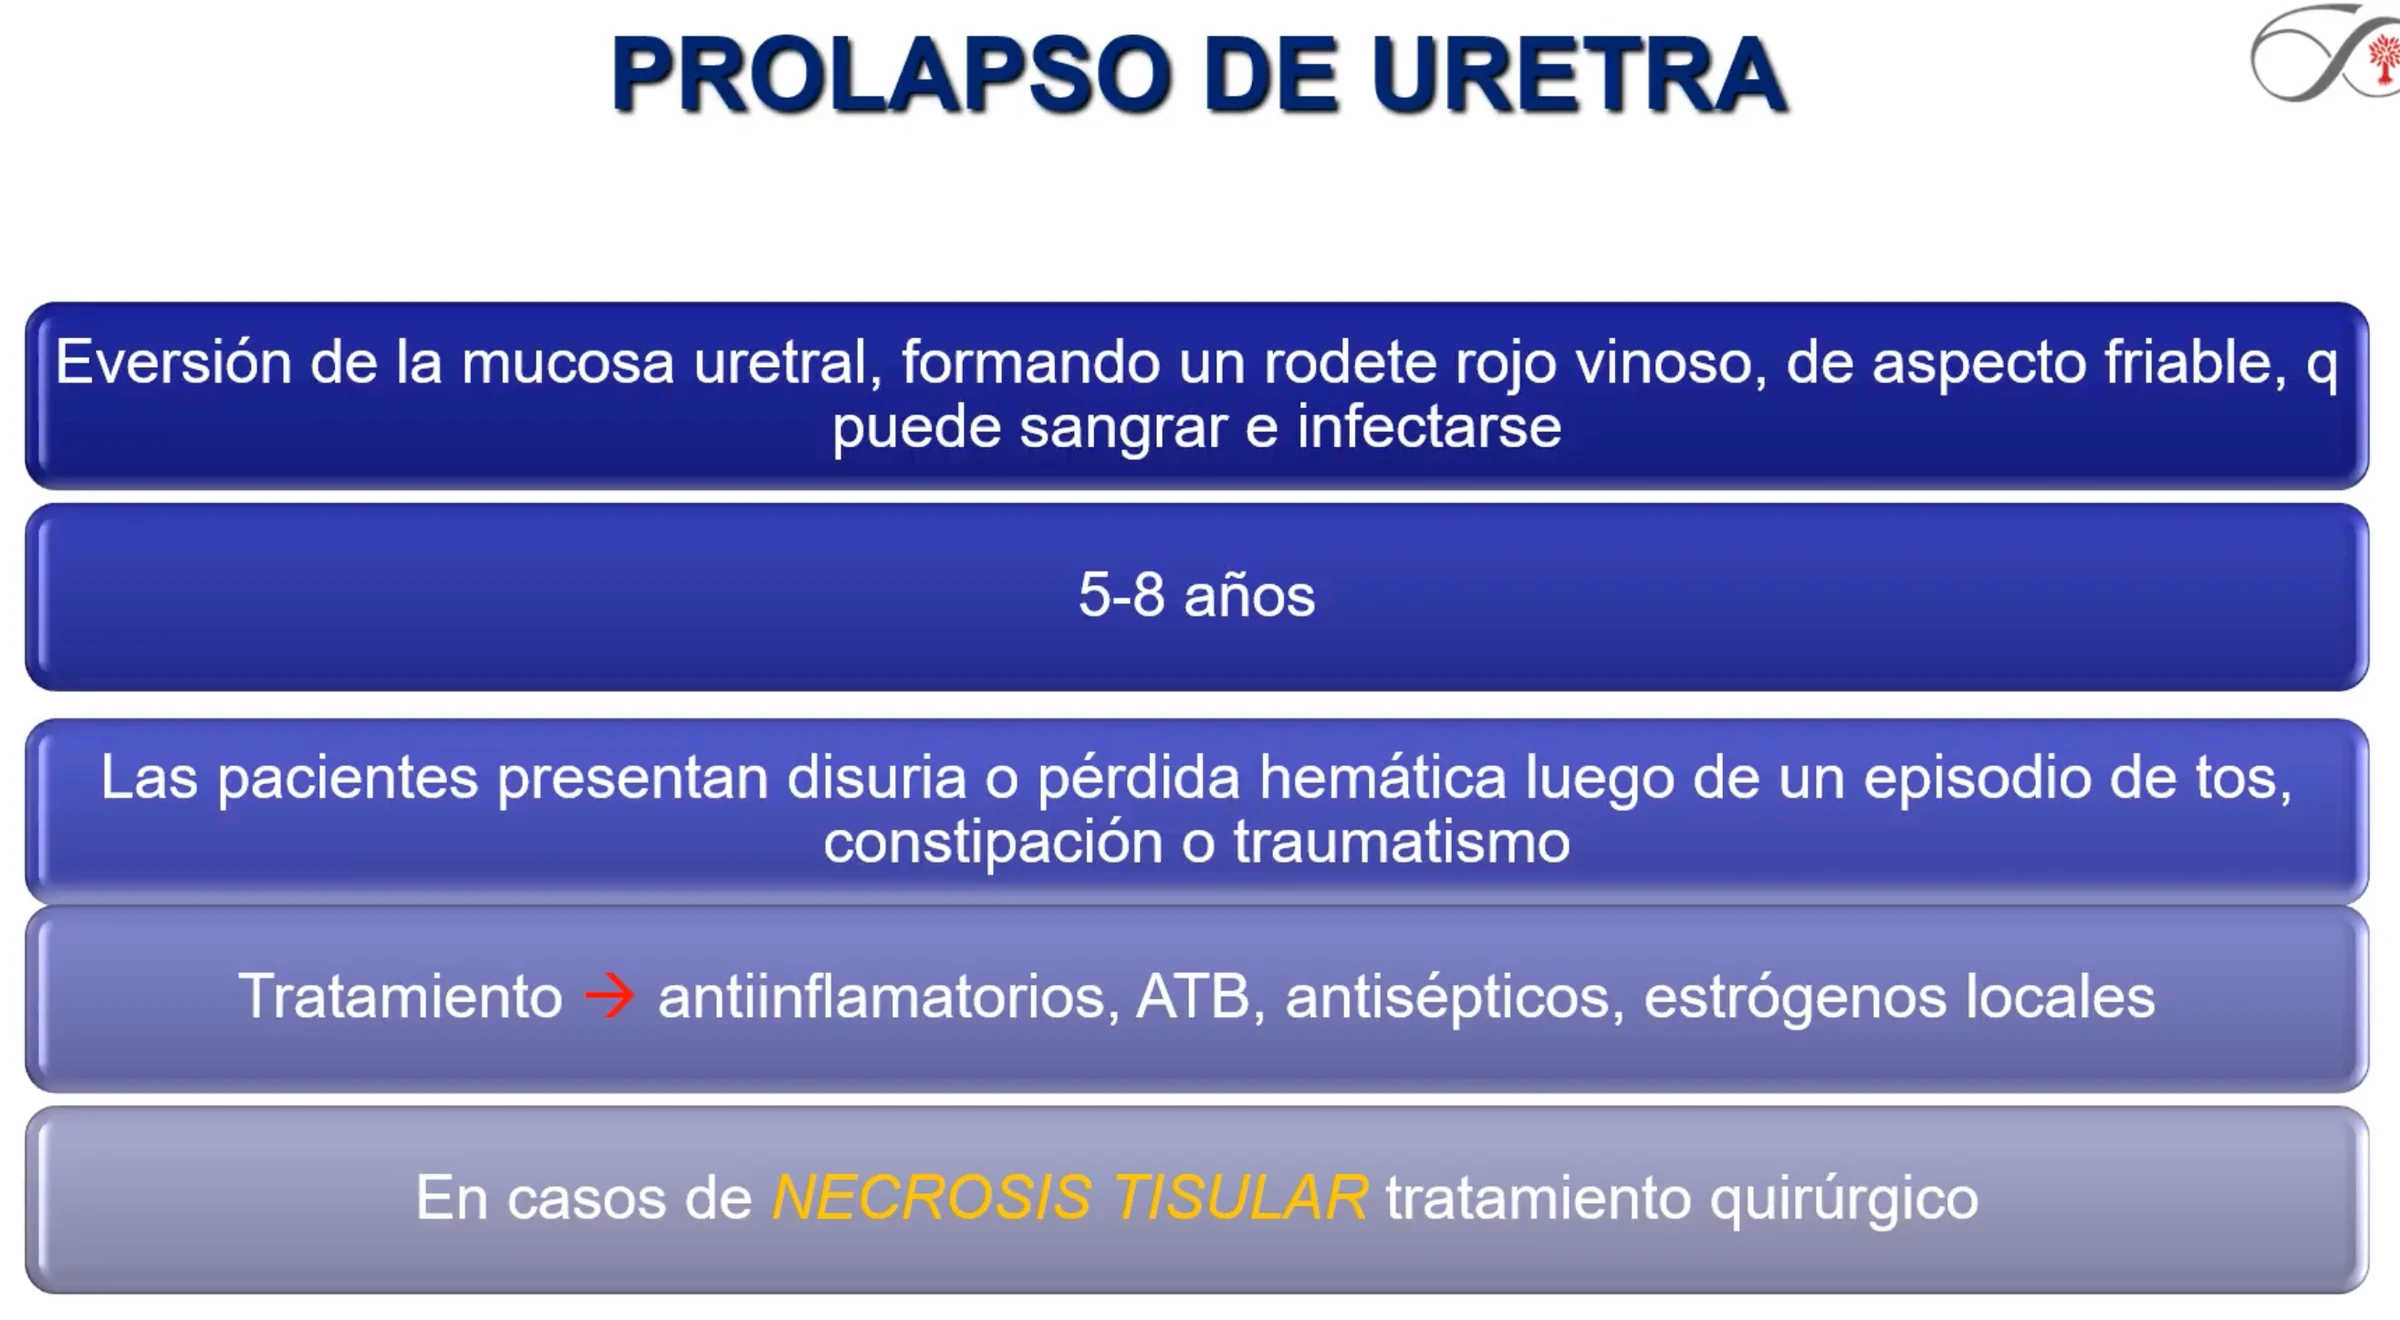 PROLAPSO DE URETRA
Eversión de la mucosa uretral, formando un rodete rojo vinoso, de aspecto friable, q
puede sangrar e infectarse
5-8 años
Las pacientes presentan disuria o pérdida hemática luego de un episodio de tos,
constipación o traumatismo
Tratamiento → antiinflamatorios, ATB, antisépticos, estrógenos locales
En casos de NECROSIS TISULAR tratamiento quirúrgico